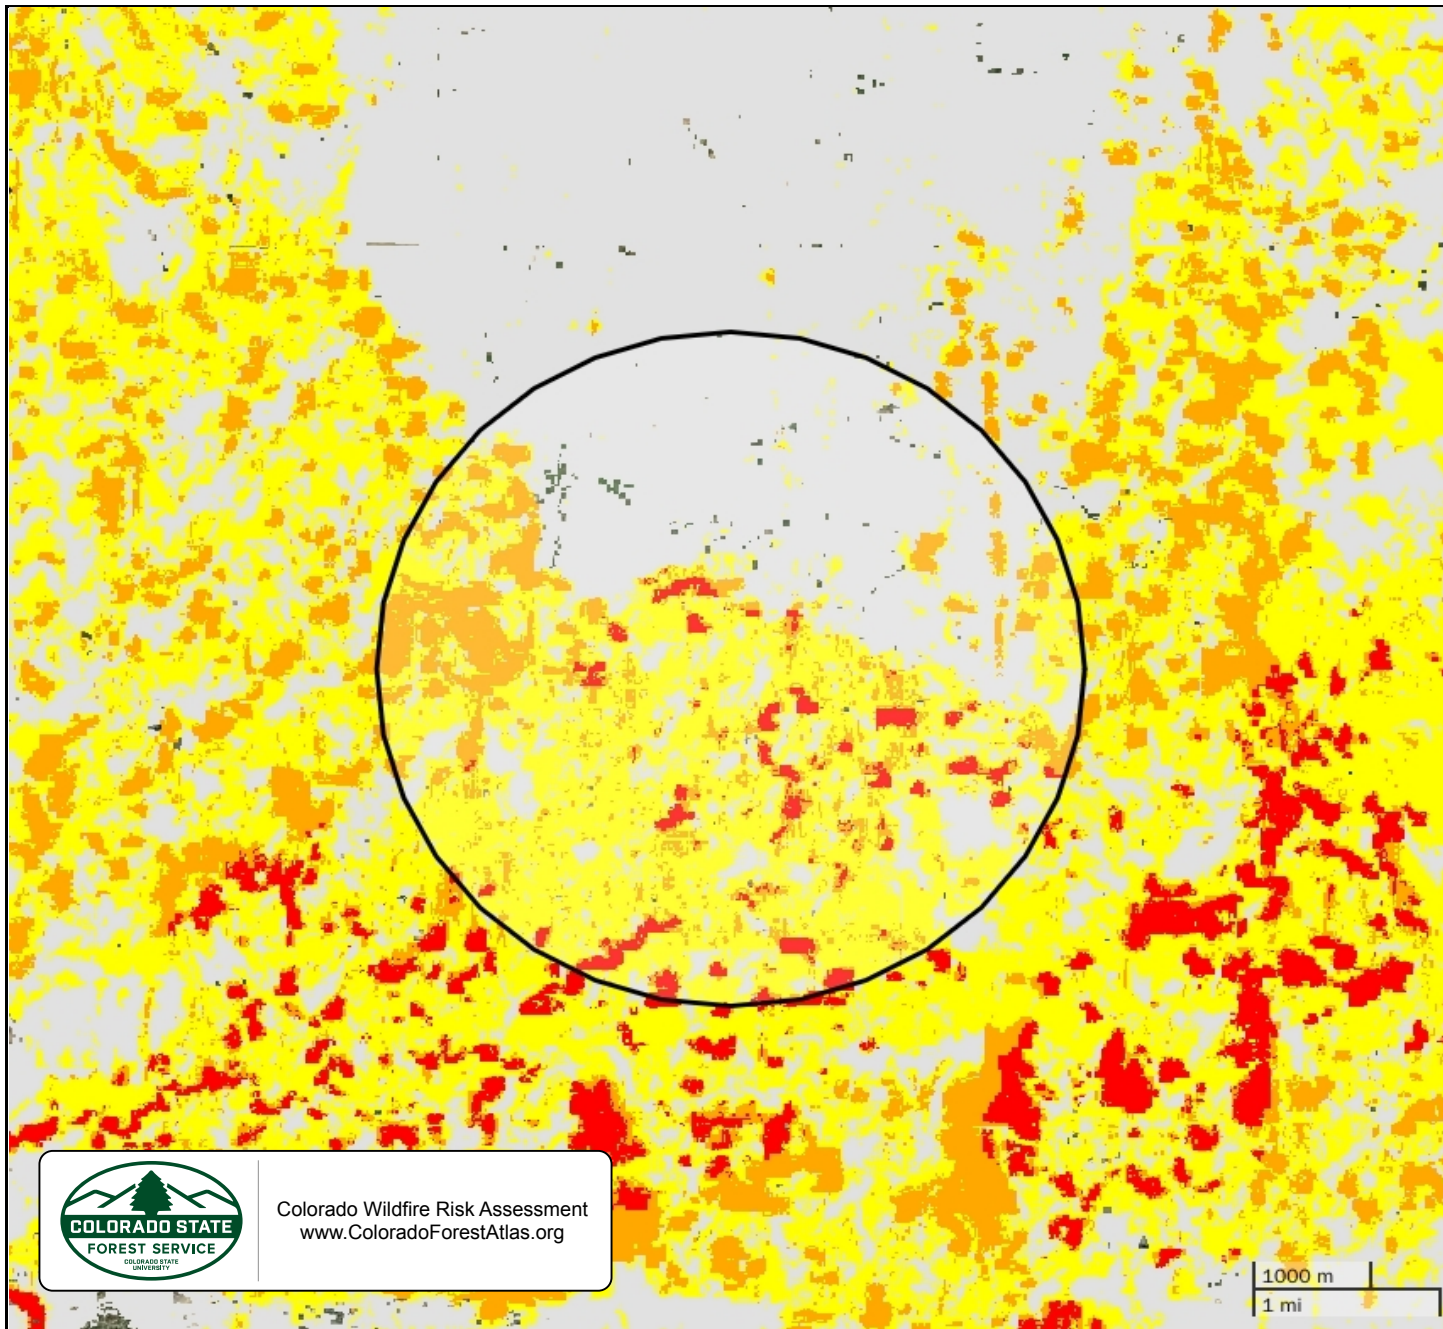 COLORADO STATE
FOREST SERVICE
COLORADO STATE
UNIVERSITY
Colorado Wildfire Risk Assessment
www.ColoradoForestAtlas.org
1000 m
1 mi